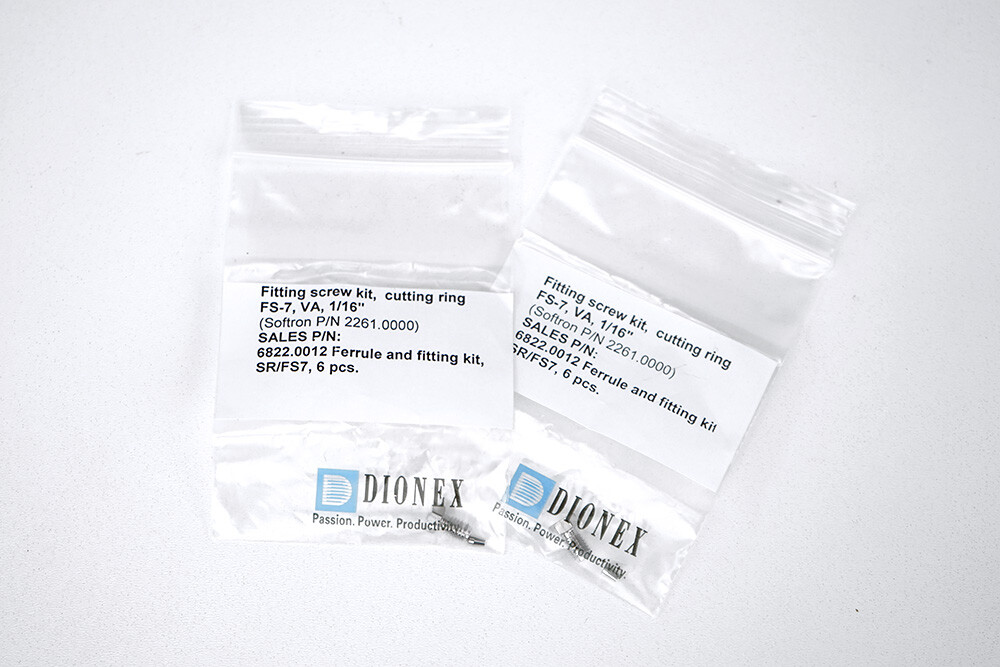 Fitting screw kit, cutting ring
FS-7, VA, 1/16"
(Softron P/N 2261.0000)
SALES P/N:
6822.0012 Ferrule and fitting kit,
SR/FS7, 6 pcs.
DIONEX
Passion. Power. Productivity.
Fitting screw kit, cutting ring
FS-7, VA, 1/16"
(Softron P/N 2261.0000)
SALES P/N:
6822.0012 Ferrule and fitting kit
SR/FS7, 6 pcs.
DIONEX
Passion. Power. Productivity.